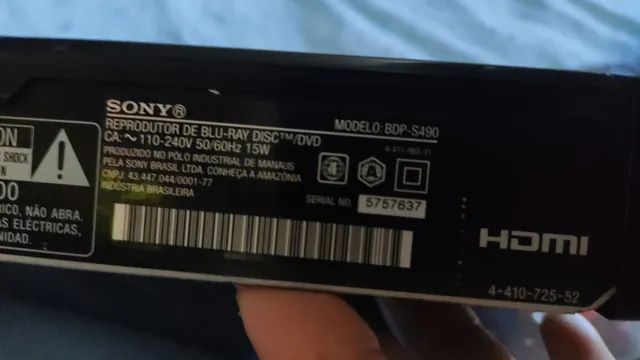 SONY®
REPRODUTOR DE BLU-RAY DISC™/DVD
MODELO: BDP-S490
CA: ~ 110-240V 50/60Hz 15W
PRODUZIDO NO PÓLO INDUSTRIAL DE MANAUS
PELA SONY BRASIL LTDA. CONHEÇA A AMAZÔNIA
CNPJ: 43.447.044/0001-77
INDÚSTRIA BRASILEIRA
SERIAL NO 5757637
SHOCK
RICO, NÃO ABRA.
AS ELÉCTRICAS,
NIDAD.
HDMI
4-410-725-52